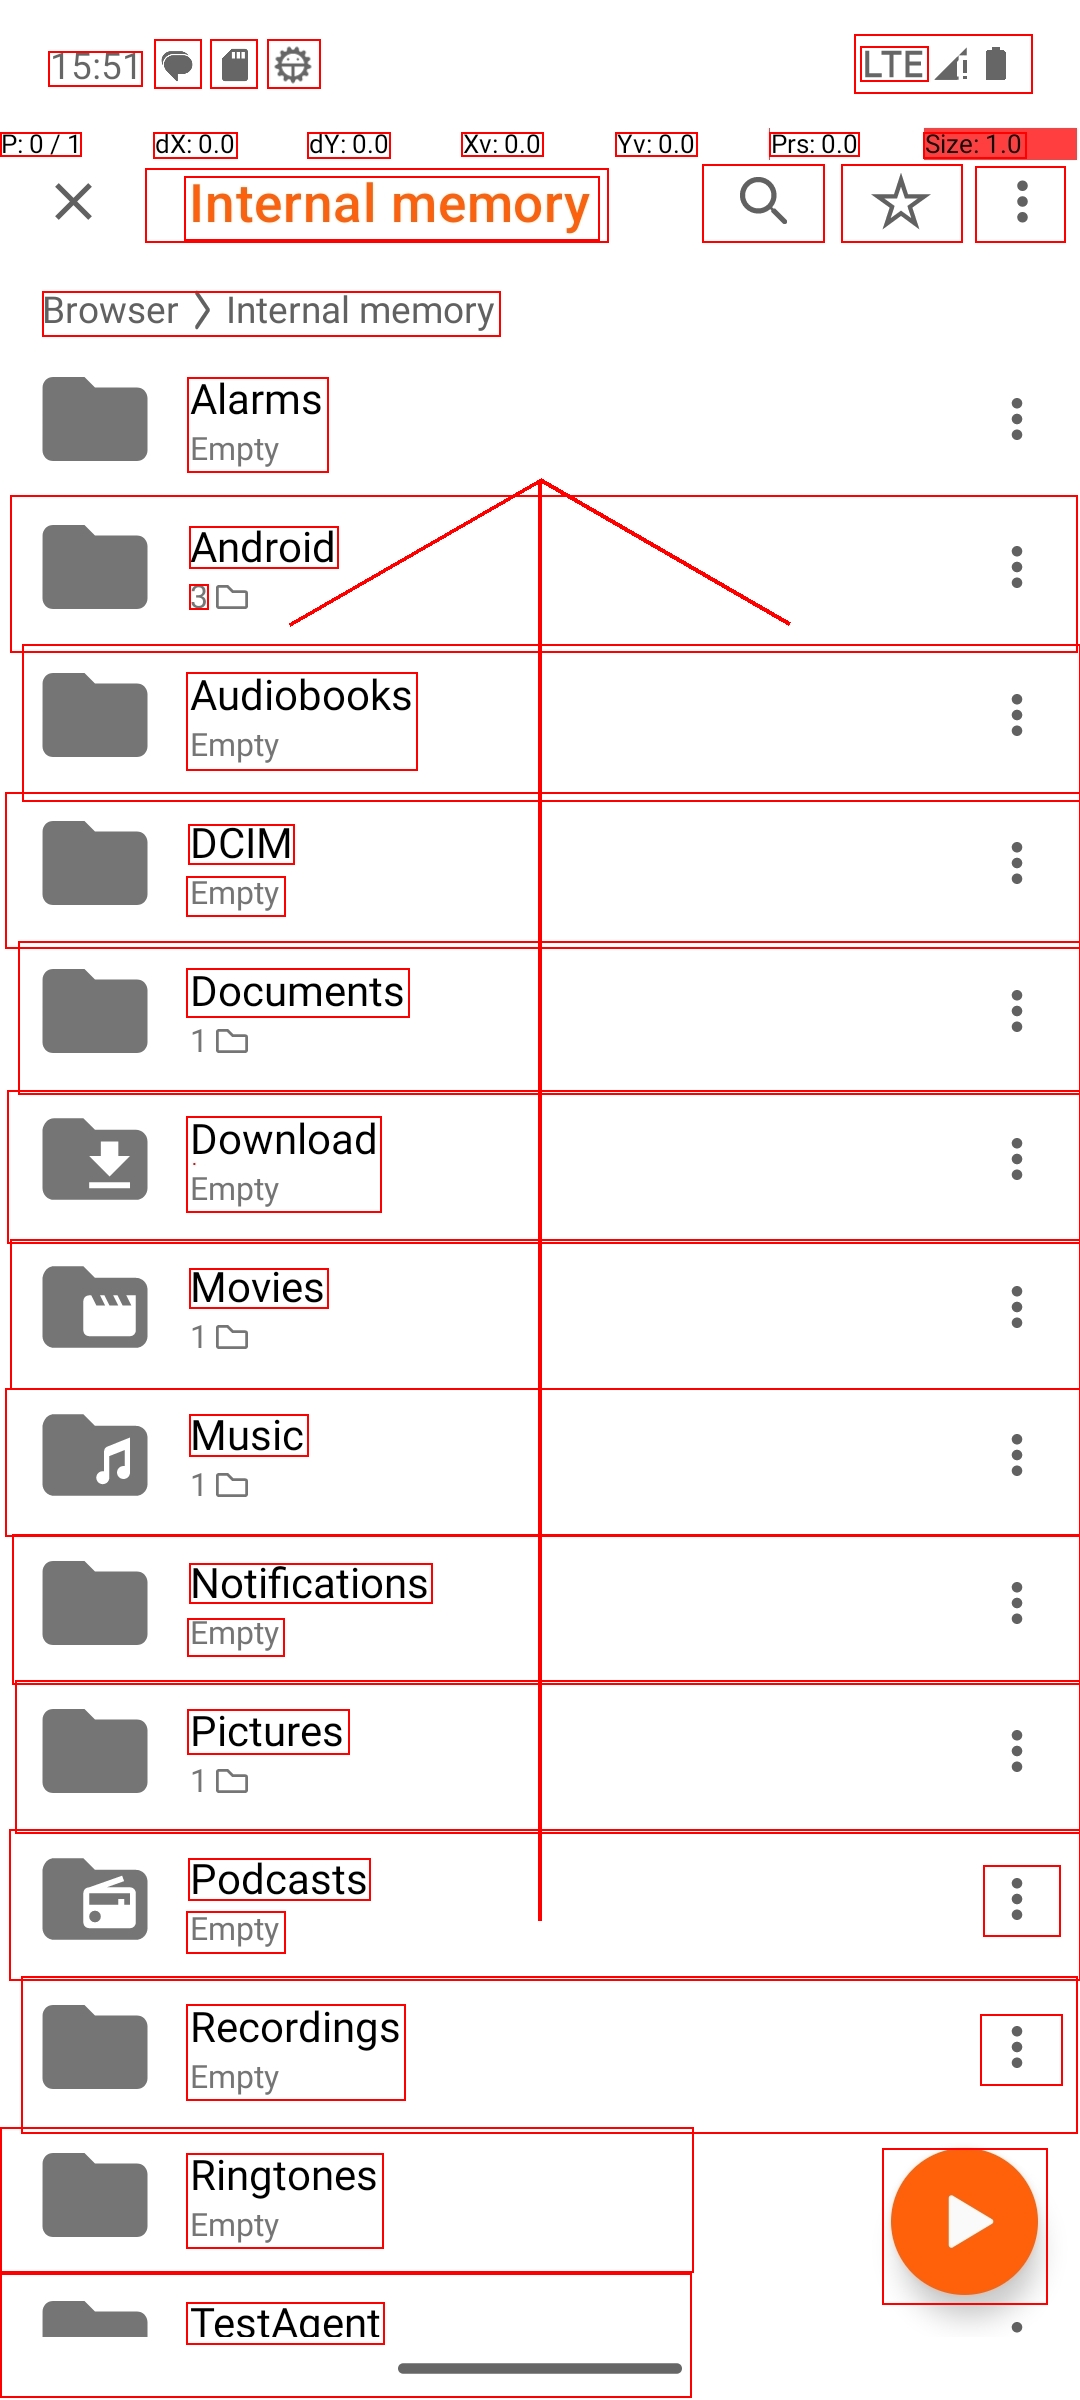 15:51 LTE
P: 0 / 1 dX: 0.0 dY: 0.0 Xv: 0.0 Yv: 0.0 Prs: 0.0 Size: 1.0
Internal memory
Browser > Internal memory
Alarms
Empty
Android
3
Audiobooks
Empty
DCIM
Empty
Documents
1
Download
Empty
Movies
1
Music
1
Notifications
Empty
Pictures
1
Podcasts
Empty
Recordings
Empty
Ringtones
Empty
TestAgent